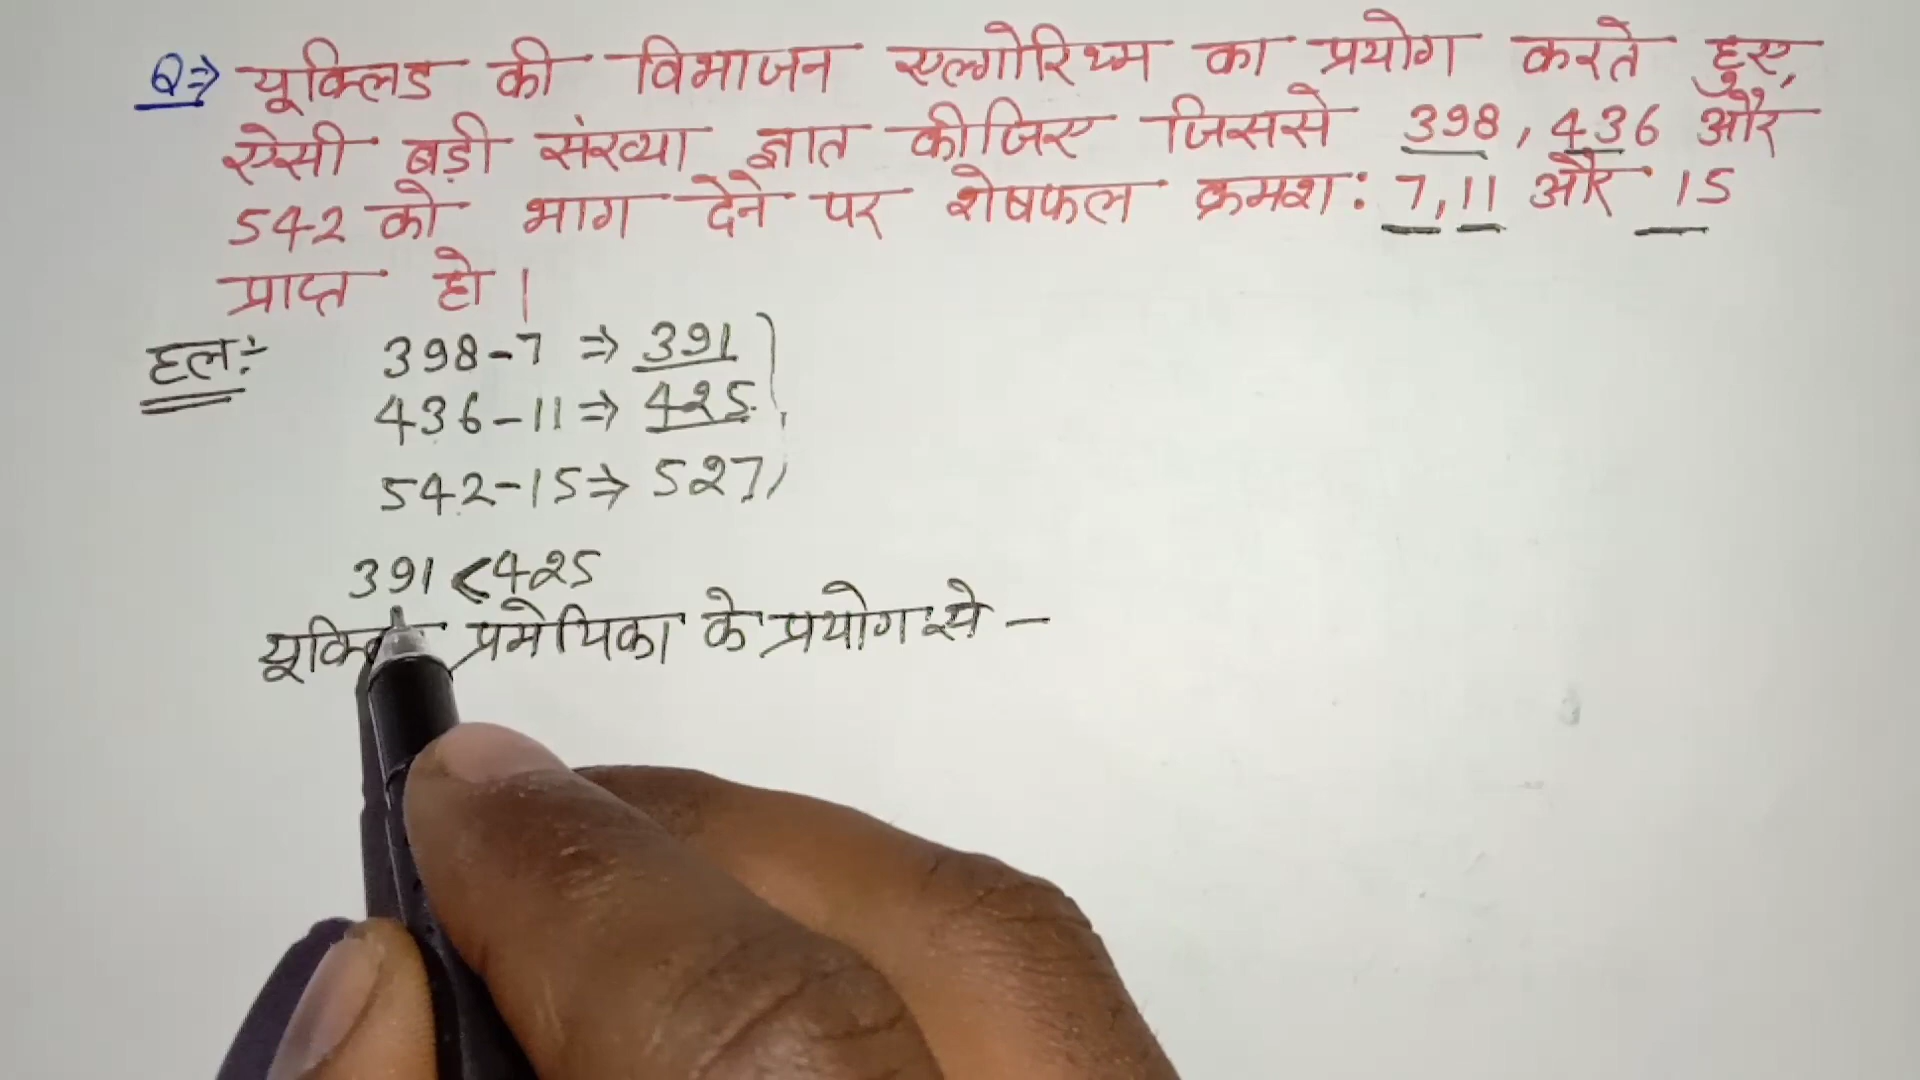 Q⇒ यूक्लिड की विभाजन एल्गोरिथ्म का प्रयोग करते हुए,
ऐसी बड़ी संख्या ज्ञात कीजिए जिससे 398, 436 और
542 को भाग देने पर शेषफल क्रमश: 7, 11 और 15
प्राप्त हो।
हल:- 398-7 ⇒ 391
436-11 ⇒ 425
542-15 ⇒ 527
391 < 425
प्रमेयिका के प्रयोग से -